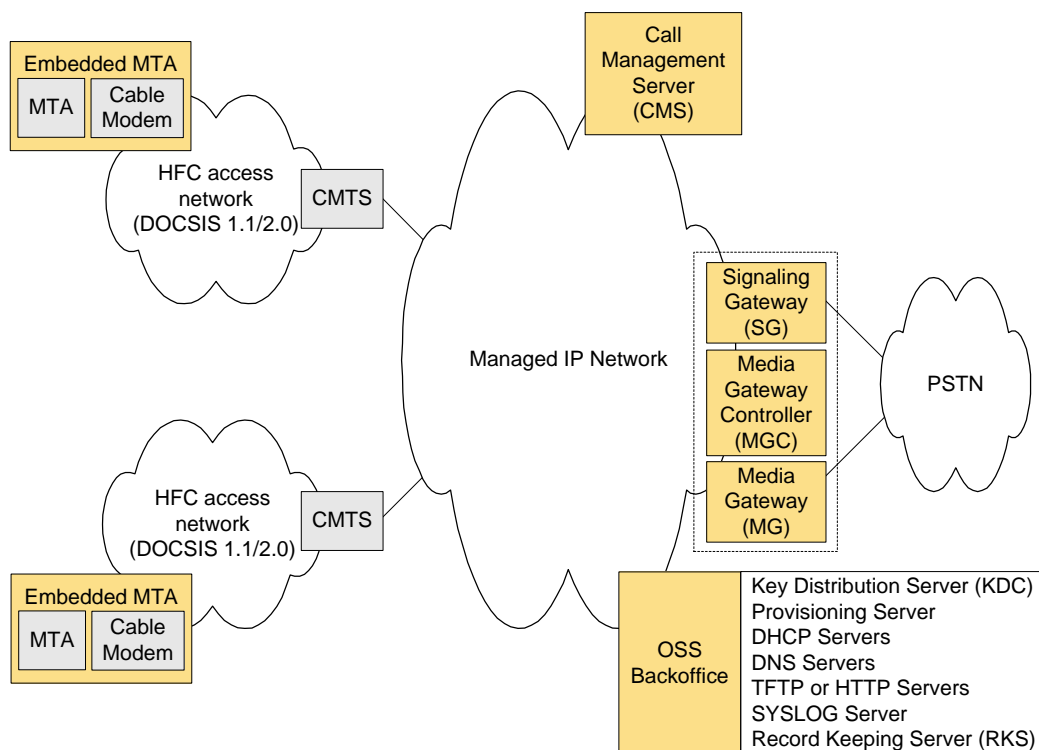 Embedded MTA
MTA
Cable
Modem
HFC access
network
(DOCSIS 1.1/2.0)
CMTS
Call
Management
Server
(CMS)
Managed IP Network
Signaling
Gateway
(SG)
Media
Gateway
Controller
(MGC)
Media
Gateway
(MG)
PSTN
HFC access
network
(DOCSIS 1.1/2.0)
CMTS
Embedded MTA
MTA
Cable
Modem
OSS
Backoffice
Key Distribution Server (KDC)
Provisioning Server
DHCP Servers
DNS Servers
TFTP or HTTP Servers
SYSLOG Server
Record Keeping Server (RKS)